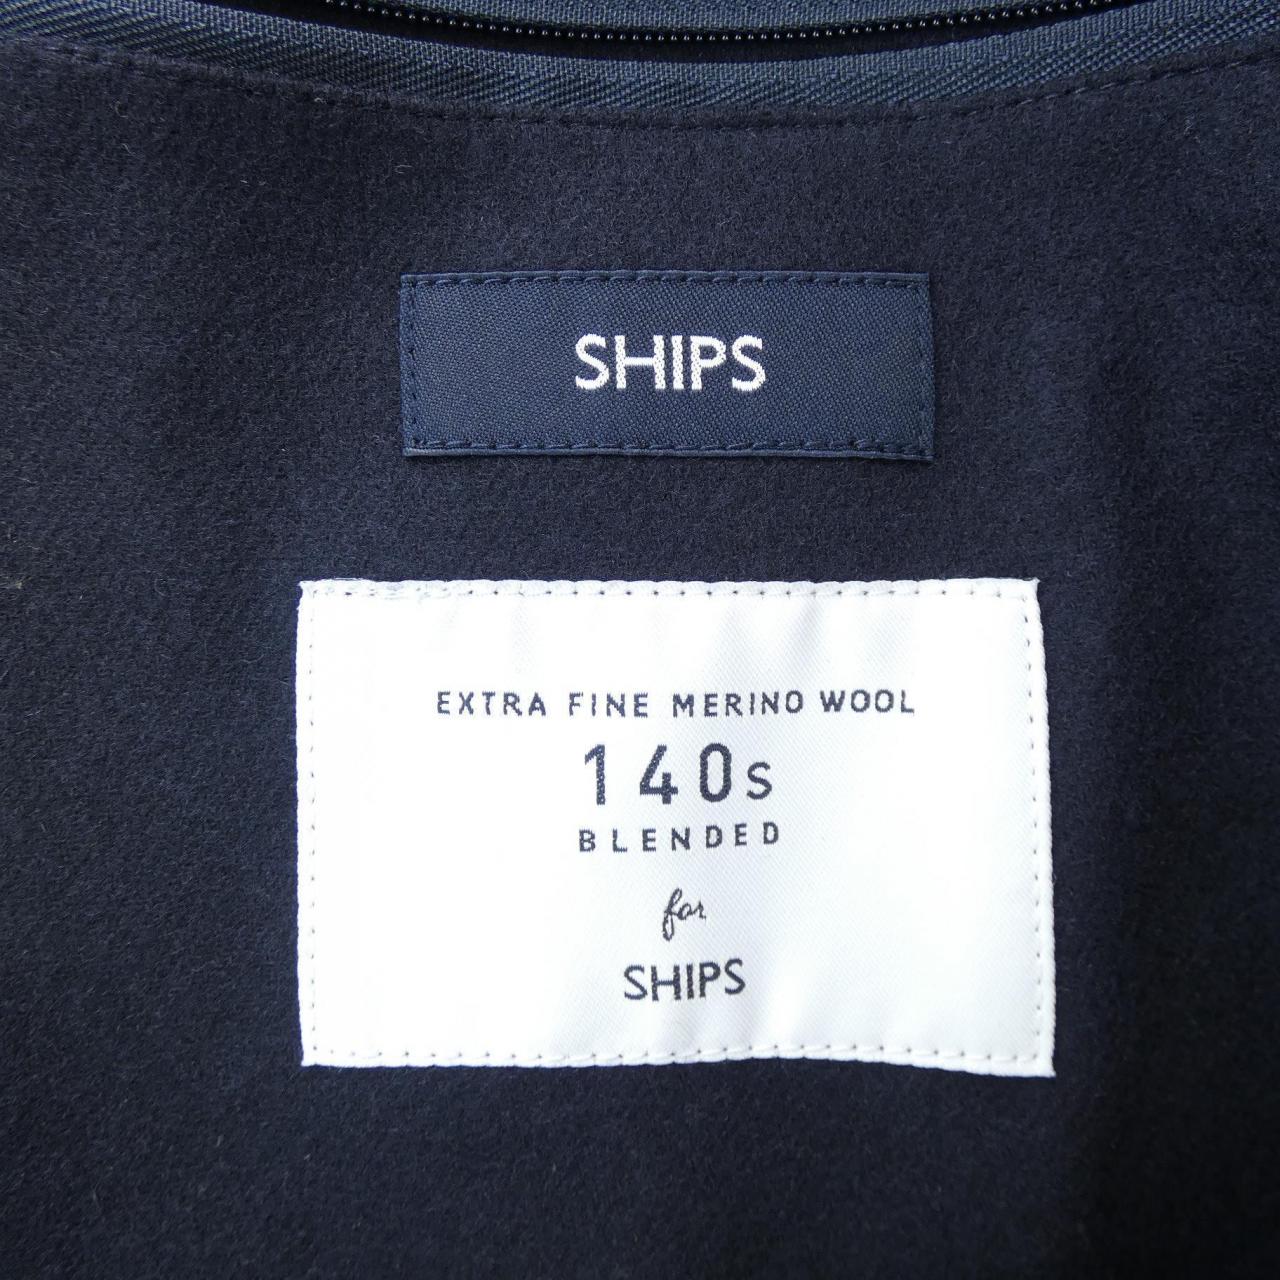 SHIPS
EXTRA FINE MERINO WOOL
140s
BLENDED
for
SHIPS